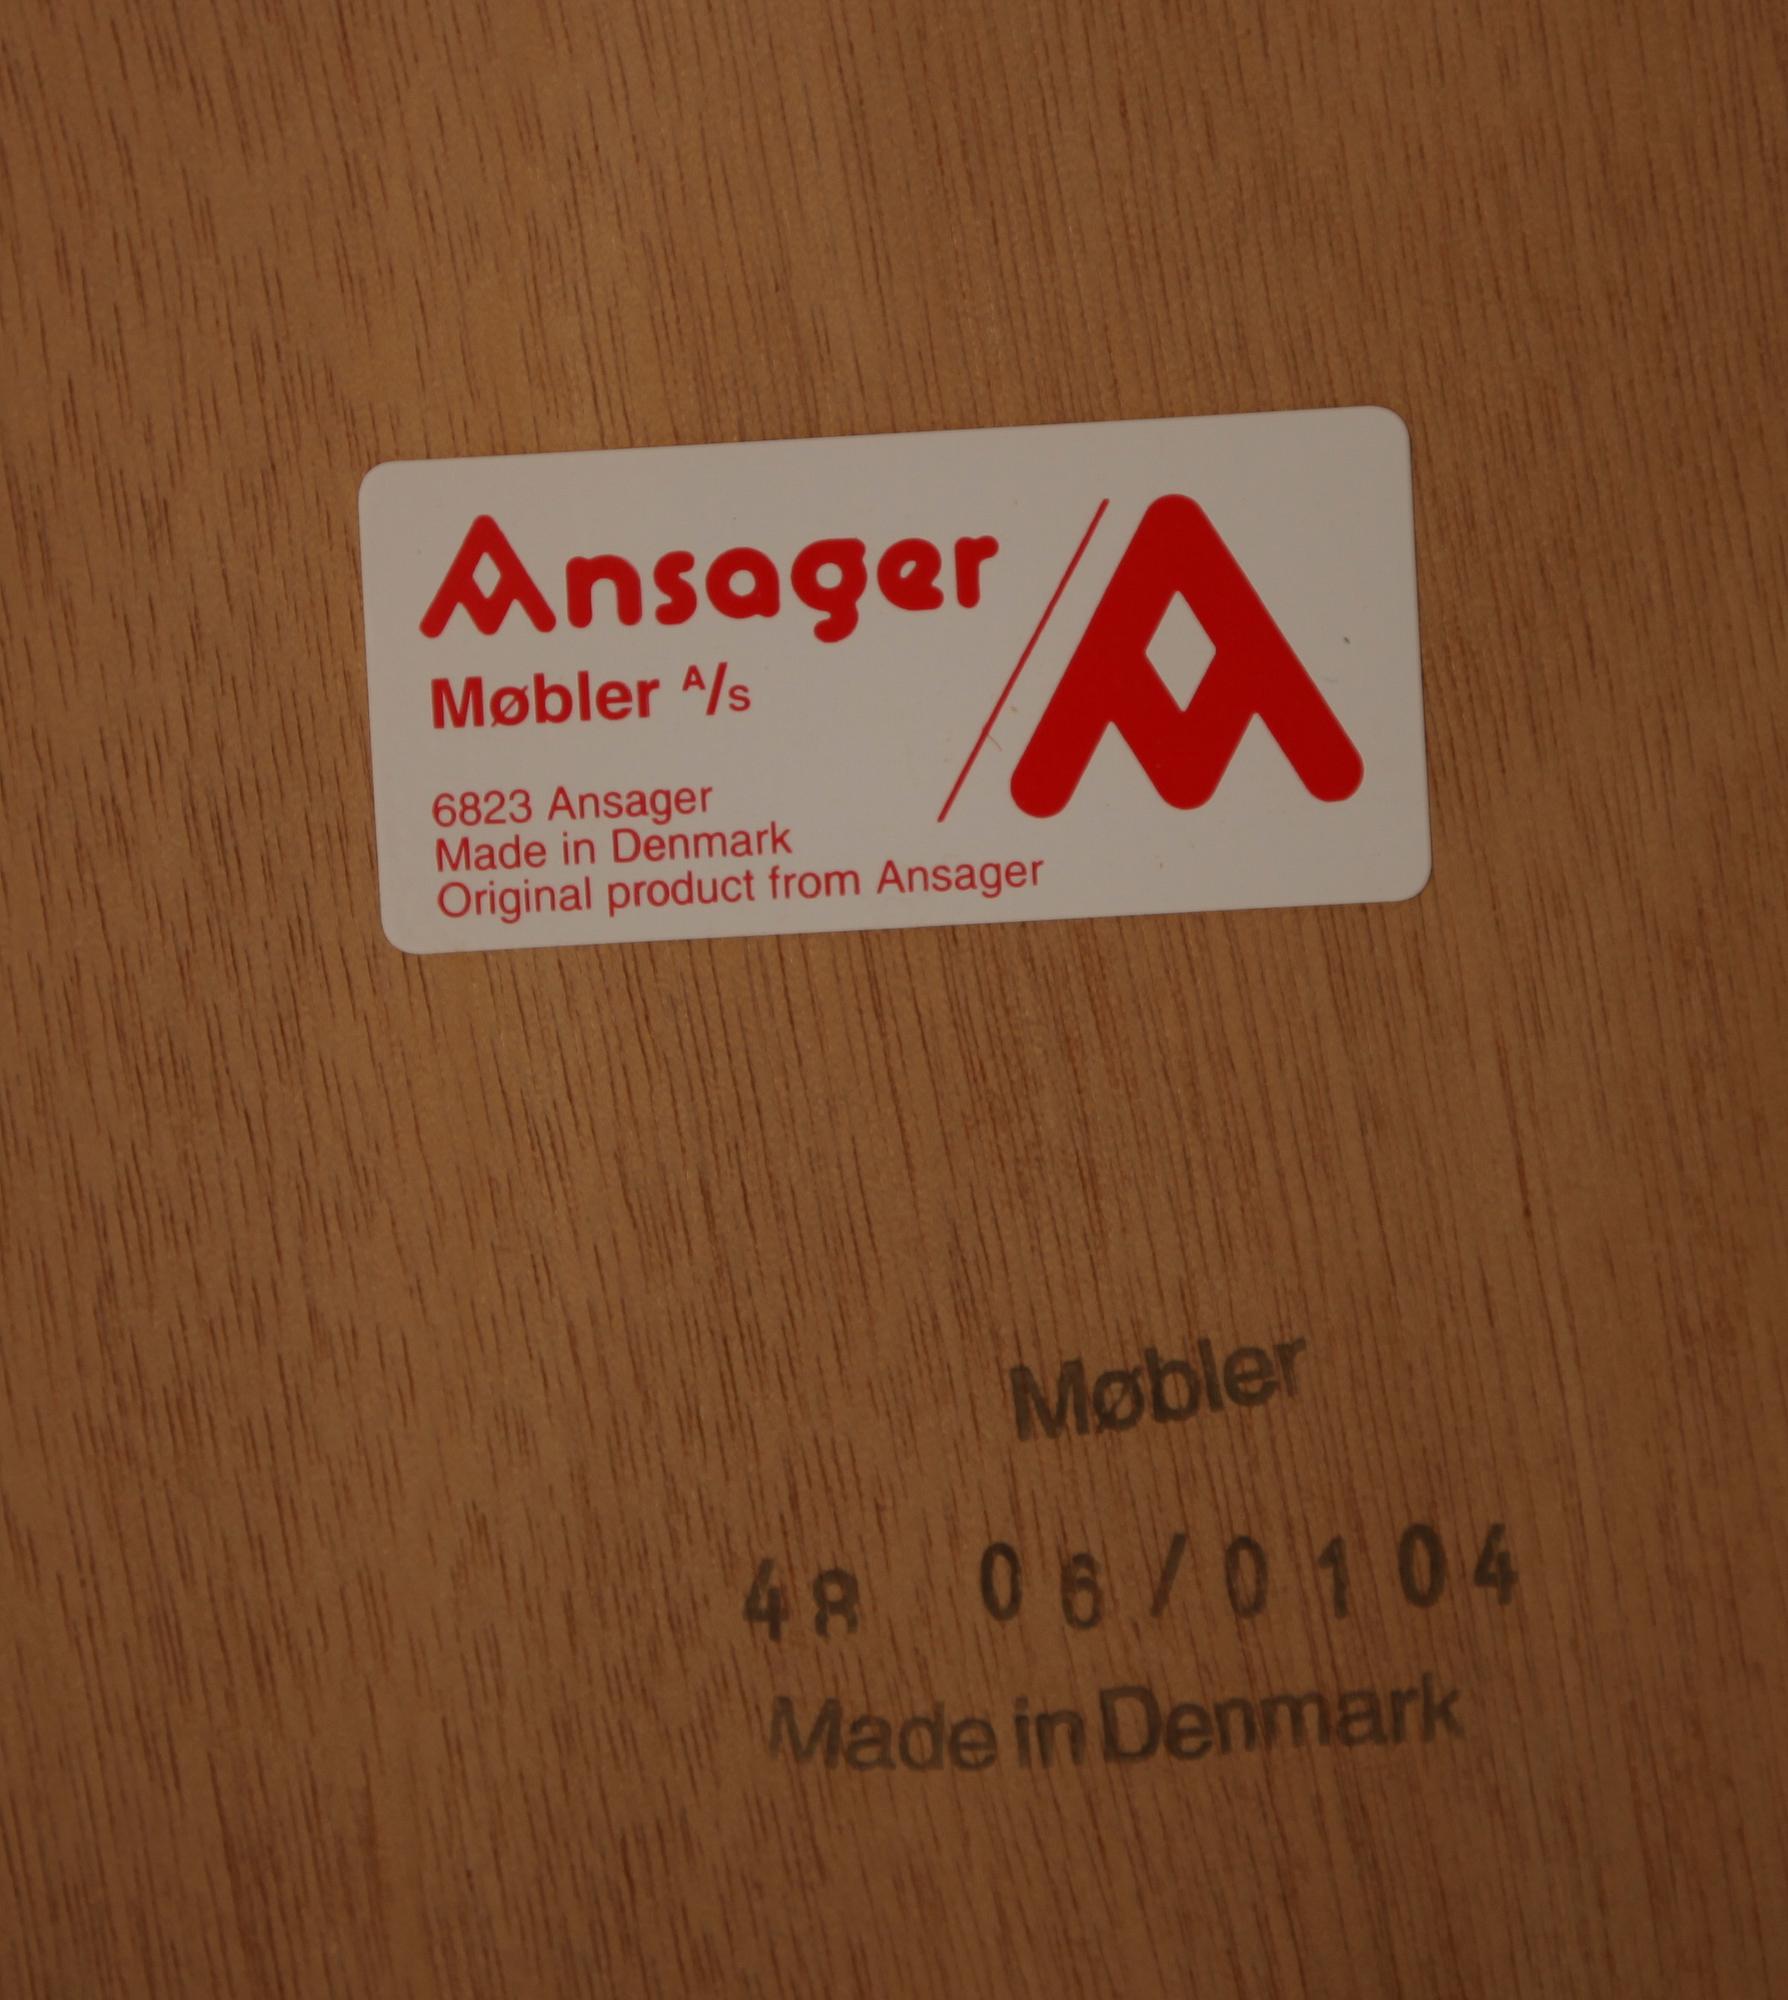 Ansager
Møbler A/s
6823 Ansager
Made in Denmark
Original product from Ansager
Møbler
48 06/0104
Made in Denmark